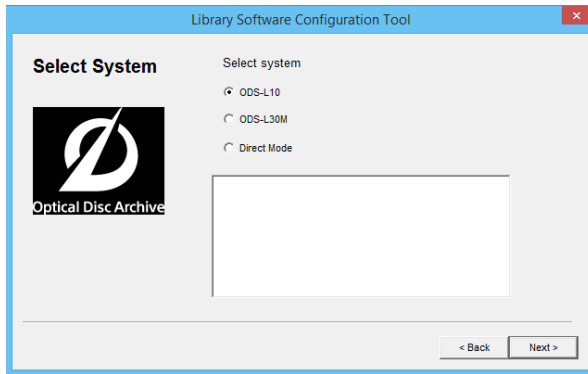 Library Software Configuration Tool
Select System
Select system
ODS-L10
ODS-L30M
Direct Mode
Optical Disc Archive
< Back
Next >